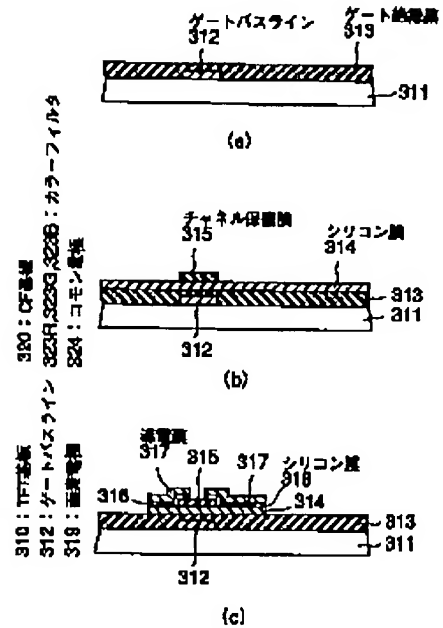 ゲートバスライン
312
ゲート絶縁膜
313
311
(a)
チャネル保護膜
315
シリコン膜
314
313
311
312
(b)
導電膜
317
315
317
シリコン膜
316
316
314
313
311
312
(c)
310:TFT基板
312:ゲートバスライン
319:画素電極
320:CF基板
323R,323G,323B:カラーフィルタ
324:コモン電極